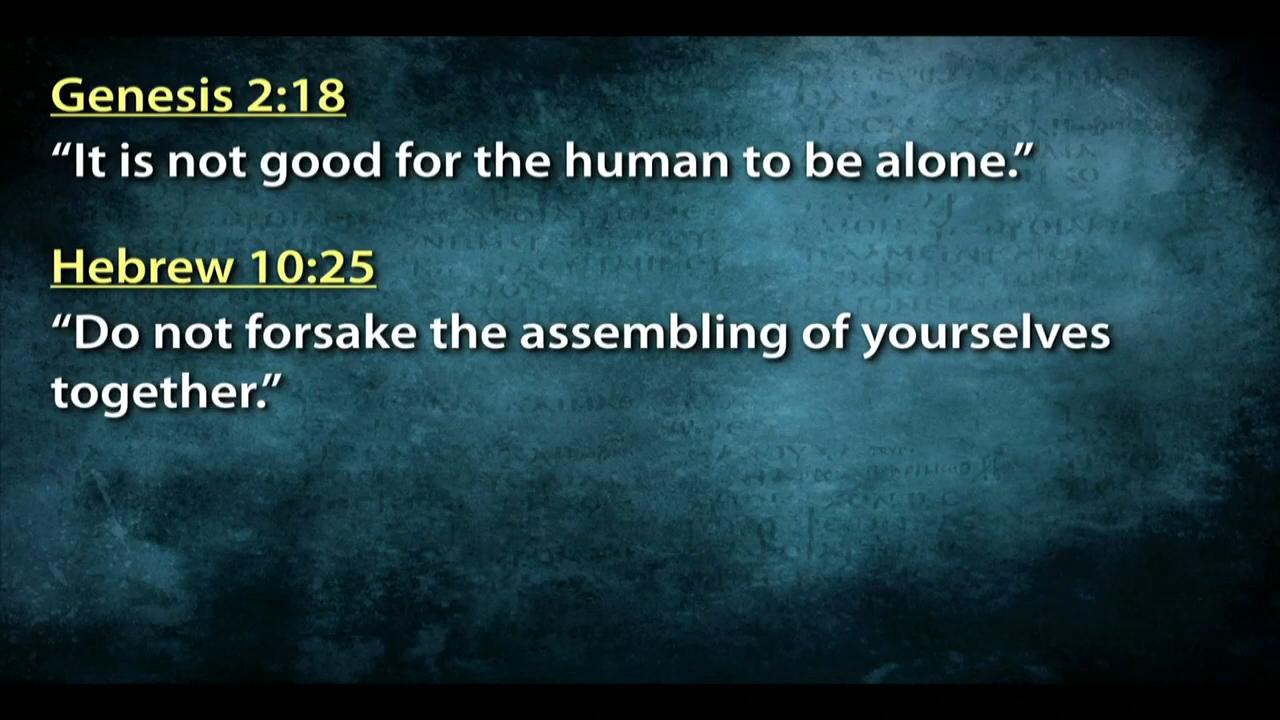 Genesis 2:18
“It is not good for the human to be alone.”
Hebrew 10:25
“Do not forsake the assembling of yourselves
together.”